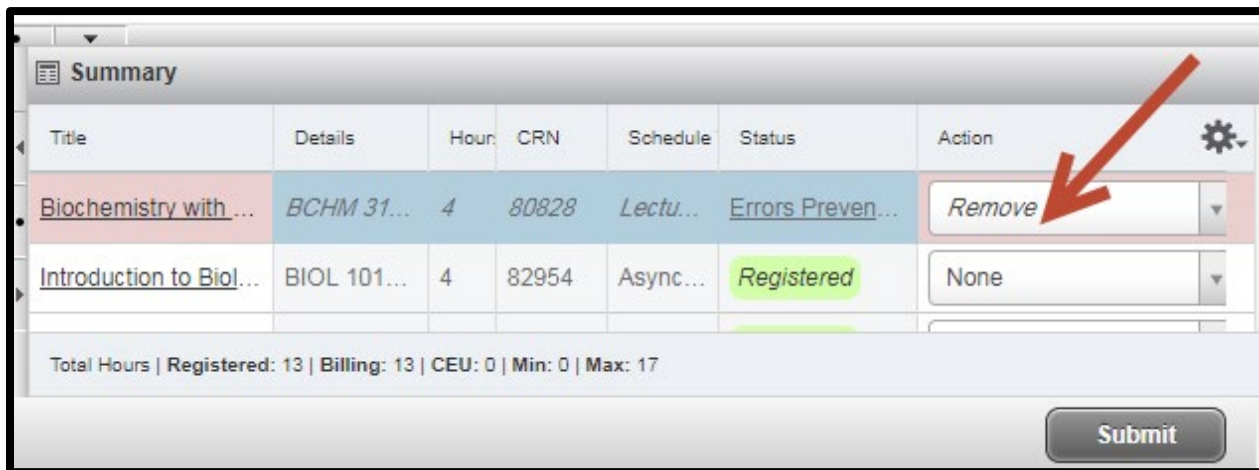 Summary
Title Details Hour: CRN Schedule Status Action
Biochemistry with ... BCHM 31... 4 80828 Lectu... Errors Preven... Remove
Introduction to Biol... BIOL 101... 4 82954 Async... Registered None
Total Hours | Registered: 13 | Billing: 13 | CEU: 0 | Min: 0 | Max: 17
Submit